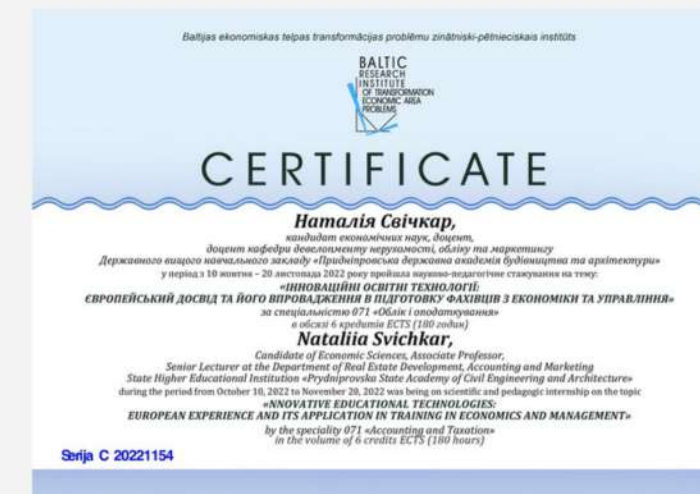 Baltijas ekonomiskas telpas transformācijas problēmu zinātniski-pētnieciskais institūts
BALTIC
RESEARCH
INSTITUTE
OF TRANSFORMATION
ECONOMIC AREA
PROBLEMS
CERTIFICATE
Наталія Свічкар,
кандидат економічних наук, доцент,
доцент кафедри девелопменту нерухомості, обліку та маркетингу
Державного вищого навчального закладу «Придніпровська державна академія будівництва та архітектури»
у період з 10 жовтня – 20 листопада 2022 року пройшла науково-педагогічне стажування на тему:
«ІННОВАЦІЙНІ ОСВІТНІ ТЕХНОЛОГІЇ:
ЄВРОПЕЙСЬКИЙ ДОСВІД ТА ЙОГО ВПРОВАДЖЕННЯ В ПІДГОТОВКУ ФАХІВЦІВ З ЕКОНОМІКИ ТА УПРАВЛІННЯ»
за спеціальністю 071 «Облік і оподаткування»
в обсязі 6 кредитів ECTS (180 годин)
Nataliia Svichkar,
Candidate of Economic Sciences, Associate Professor,
Senior Lecturer at the Department of Real Estate Development, Accounting and Marketing
State Higher Educational Institution «Prydniprovska State Academy of Civil Engineering and Architecture»
during the period from October 10, 2022 to November 20, 2022 was being on scientific and pedagogic internship on the topic
«NNOVATIVE EDUCATIONAL TECHNOLOGIES:
EUROPEAN EXPERIENCE AND ITS APPLICATION IN TRAINING IN ECONOMICS AND MANAGEMENT»
by the speciality 071 «Accounting and Taxation»
in the volume of 6 credits ECTS (180 hours)
Serija C 20221154